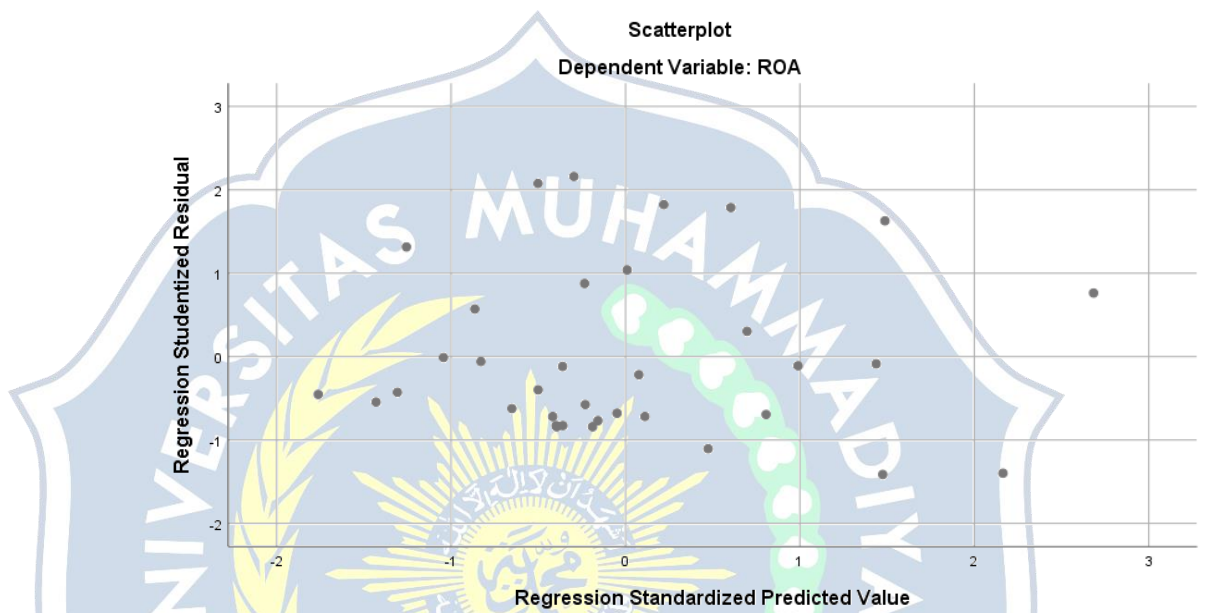 Scatterplot
Dependent Variable: ROA
Regression Studentized Residual
3
2
1
0
-1
-2
-2 -1 0 1 2 3
Regression Standardized Predicted Value
UNIVERSITAS MUHAMMADIYA